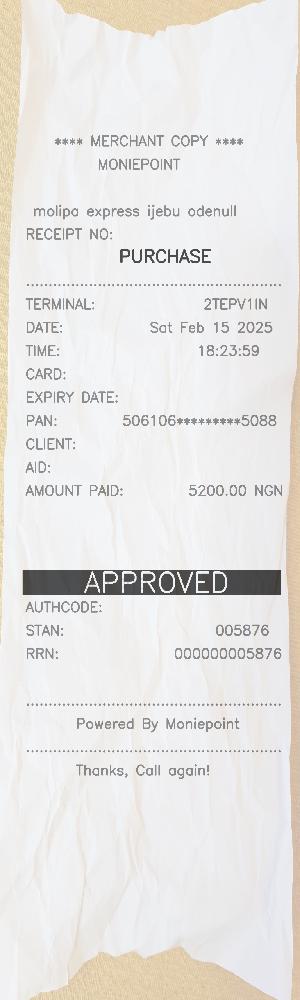 **** MERCHANT COPY ****
MONIEPOINT
molipa express ijebu odenull
RECEIPT NO:
PURCHASE
TERMINAL: 2TEPV1IN
DATE: Sat Feb 15 2025
TIME: 18:23:59
CARD:
EXPIRY DATE:
PAN: 506106*********5088
CLIENT:
AID:
AMOUNT PAID: 5200.00 NGN
APPROVED
AUTHCODE:
STAN: 005876
RRN: 000000005876
Powered By Moniepoint
Thanks, Call again!